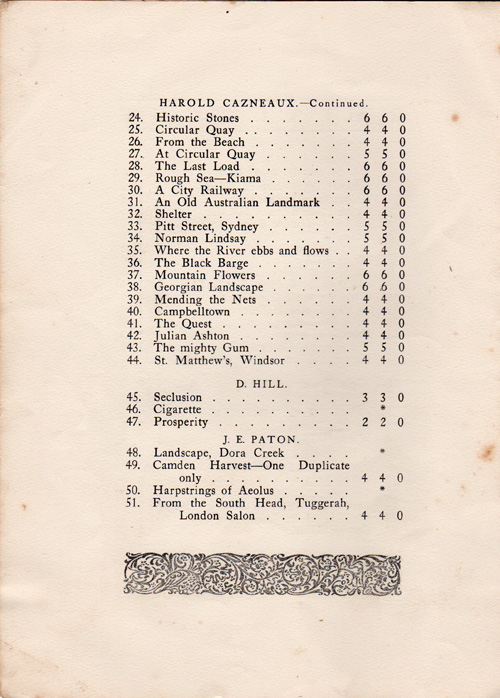 HAROLD CAZNEAUX.—Continued.
24. Historic Stones . . . . . . . 6 6 0
25. Circular Quay . . . . . . . 4 4 0
26. From the Beach . . . . . . . 4 4 0
27. At Circular Quay . . . . . . 5 5 0
28. The Last Load . . . . . . . 6 6 0
29. Rough Sea—Kiama . . . . . . 6 6 0
30. A City Railway . . . . . . . 6 6 0
31. An Old Australian Landmark . . 4 4 0
32. Shelter . . . . . . . . . . 4 4 0
33. Pitt Street, Sydney . . . . . . 5 5 0
34. Norman Lindsay . . . . . . . 5 5 0
35. Where the River ebbs and flows . . 4 4 0
36. The Black Barge . . . . . . 4 4 0
37. Mountain Flowers . . . . . . 6 6 0
38. Georgian Landscape . . . . . 6 6 0
39. Mending the Nets . . . . . . 4 4 0
40. Campbelltown . . . . . . . . 4 4 0
41. The Quest . . . . . . . . . 4 4 0
42. Julian Ashton . . . . . . . . 4 4 0
43. The mighty Gum . . . . . . . 5 5 0
44. St. Matthew's, Windsor . . . . 4 4 0
D. HILL.
45. Seclusion . . . . . . . . . . 3 3 0
46. Cigarette . . . . . . . . . . *
47. Prosperity . . . . . . . . . . 2 2 0
J. E. PATON.
48. Landscape, Dora Creek . . . . *
49. Camden Harvest—One Duplicate
only . . . . . . . . . . 4 4 0
50. Harpstrings of Aeolus . . . . . *
51. From the South Head, Tuggerah,
London Salon . . . . . . 4 4 0